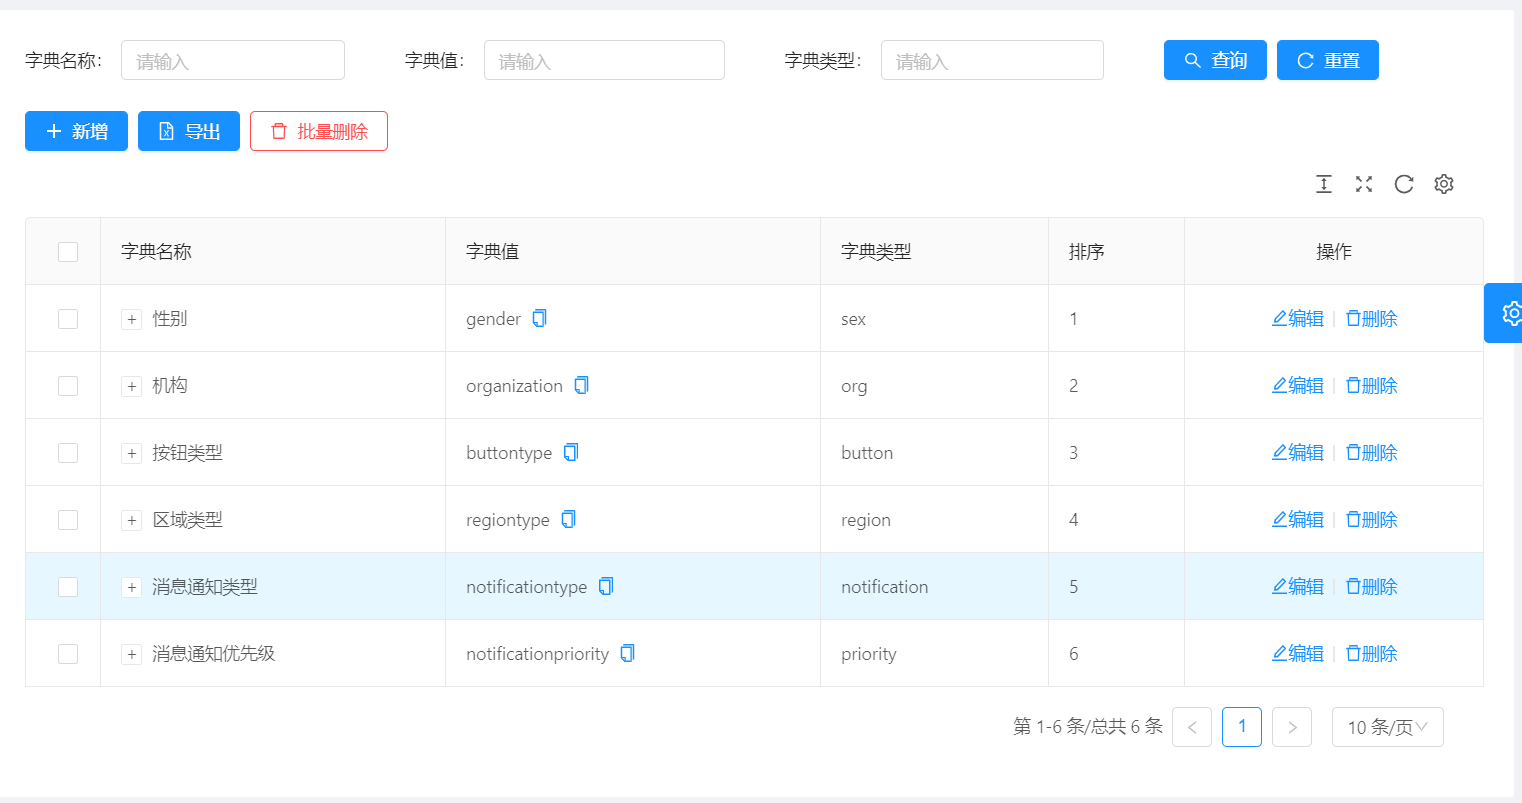 字典名称: 请输入 字典值: 请输入 字典类型: 请输入 查询 重置
新增 导出 批量删除
字典名称 字典值 字典类型 排序 操作
性别 gender sex 1 编辑 删除
机构 organization org 2 编辑 删除
按钮类型 buttontype button 3 编辑 删除
区域类型 regiontype region 4 编辑 删除
消息通知类型 notificationtype notification 5 编辑 删除
消息通知优先级 notificationpriority priority 6 编辑 删除
第 1-6 条/总共 6 条 < 1 > 10 条/页